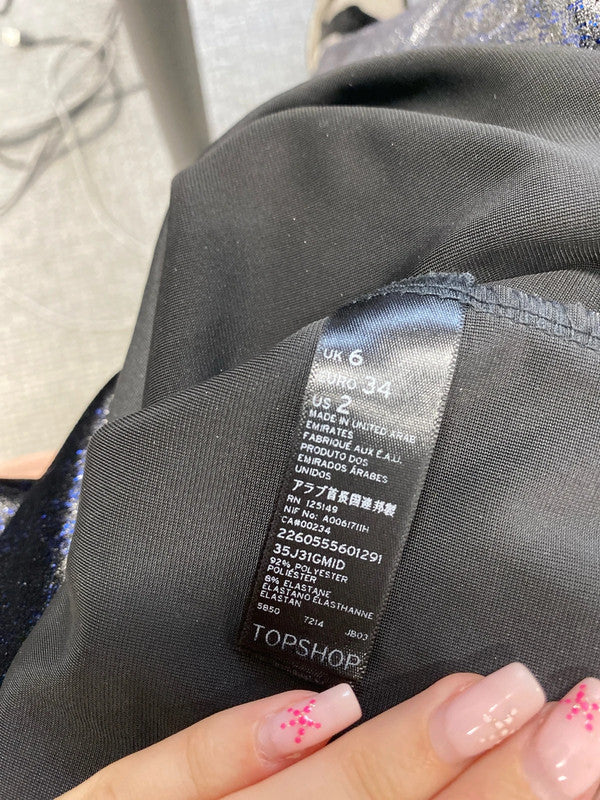 UK 6
EURO 34
US 2
MADE IN UNITED ARAB
EMIRATES
FABRIQUÉ AUX É.A.U.
PRODUTO DOS
EMIRADOS ÁRABES
UNIDOS
アラブ首長国連邦製
RN 125149
NIF No: A0061711H
CA#00234
2260555601291
35J31GMID
92% POLYESTER
POLIÉSTER
8% ELASTANE
ELASTANO ÉLASTHANNE
ELASTAN
5850 7214 JB03
TOPSHOP